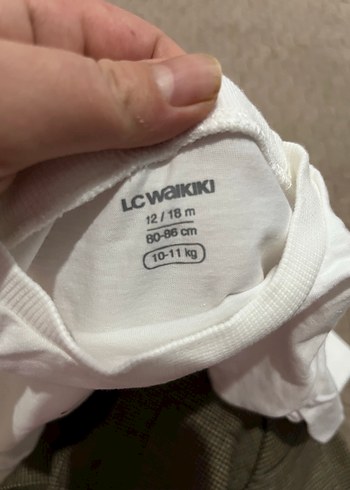 LC WAIKIKI
12 / 18 m
80-86 cm
10-11 kg